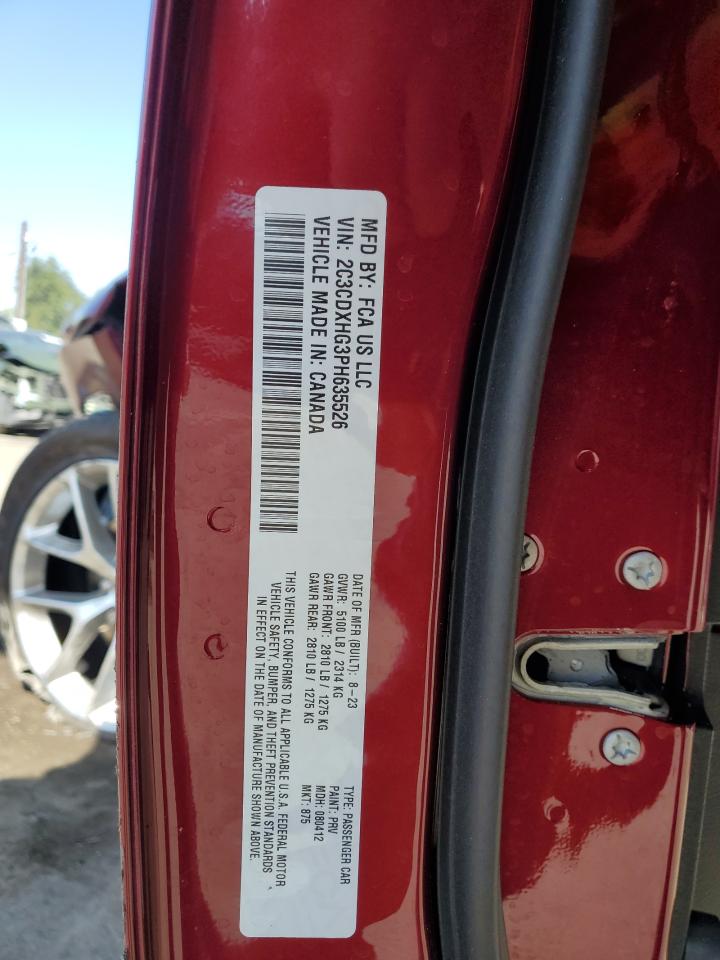 MFD BY: FCA US LLC
VIN: 2C3CDXHG3PH635526
VEHICLE MADE IN: CANADA
DATE OF MFR (BUILT): 8-23
GVWR: 5100 LB / 2314 KG
GAWR FRONT: 2810 LB / 1275 KG
GAWR REAR: 2810 LB / 1275 KG
TYPE: PASSENGER CAR
PAINT: PRV
MDH: 080412
MKT: 875
THIS VEHICLE CONFORMS TO ALL APPLICABLE U.S.A. FEDERAL MOTOR
VEHICLE SAFETY, BUMPER, AND THEFT PREVENTION STANDARDS
IN EFFECT ON THE DATE OF MANUFACTURE SHOWN ABOVE.